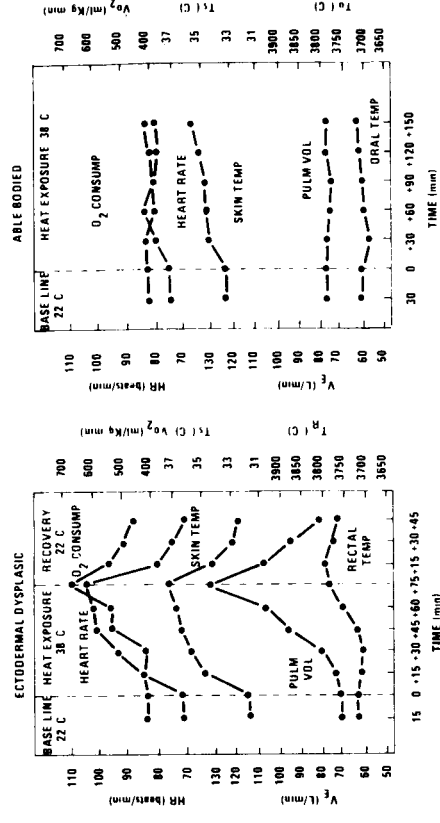 ECTODERMAL DYSPLASIC
BASE LINE
22 C
HEAT EXPOSURE
38 C
RECOVERY
22 C
HEART RATE
O2 CONSUMP
SKIN TEMP
PULM
VOL
RECTAL
TEMP
HR (beats/min)
110
100
90
80
70
VE (L/min)
130
120
110
100
90
80
70
60
50
V̇O2 (ml/Kg min)
700
600
500
400
TS (C)
37
35
33
31
TR (C)
3900
3850
3800
3750
3700
3650
15 0 +15 +30 +45 +60 +75 +15 +30 +45
TIME (min)
ABLE BODIED
BASE LINE
22 C
HEAT EXPOSURE 38 C
O2 CONSUMP
HEART RATE
SKIN TEMP
PULM VOL
ORAL TEMP
HR (beats/min)
110
100
90
80
70
VE (L/min)
130
120
110
100
90
80
70
60
50
V̇O2 (ml/Kg min)
700
600
500
400
TS (C)
37
35
33
31
(C)
3900
3850
3800
3750
3700
3650
30 0 +30 +60 +90 +120 +150
TIME (min)